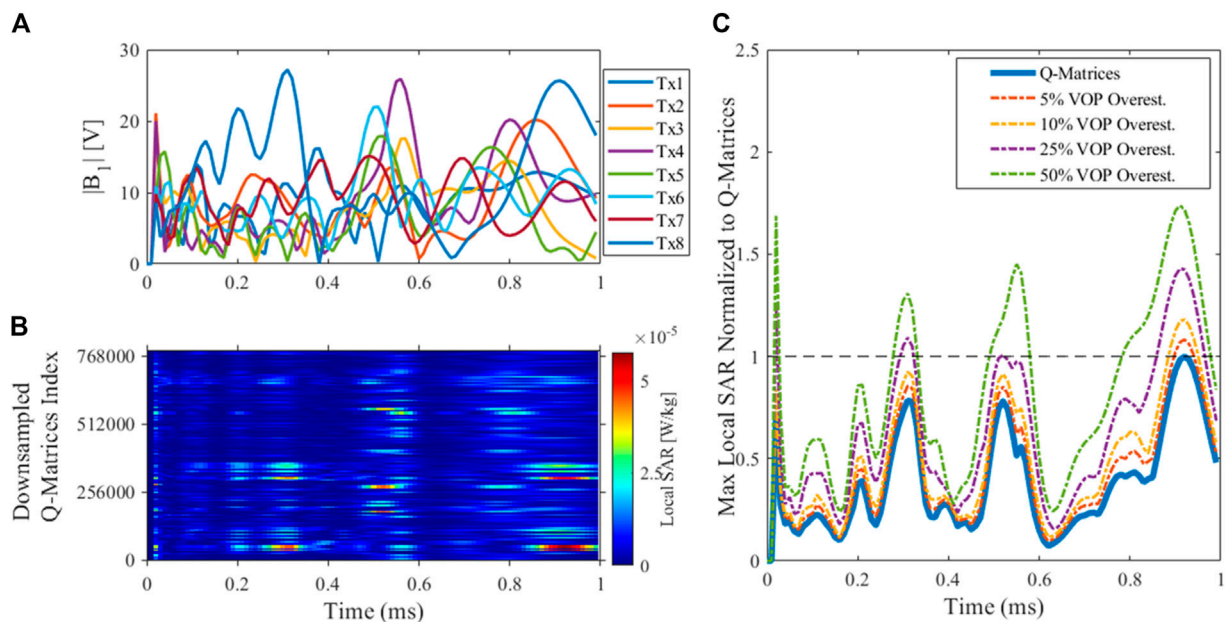 A
|B1| [V]
30
20
10
0
0
0.2
0.4
0.6
0.8
1
Tx1
Tx2
Tx3
Tx4
Tx5
Tx6
Tx7
Tx8
B
Downsampled
Q-Matrices Index
768000
512000
256000
0
0
0.2
0.4
0.6
0.8
1
Time (ms)
×10-5
5
2.5
0
Local SAR [W/kg]
C
Max Local SAR Normalized to Q-Matrices
2.5
2
1.5
1
0.5
0
0
0.2
0.4
0.6
0.8
1
Time (ms)
Q-Matrices
5% VOP Overest.
10% VOP Overest.
25% VOP Overest.
50% VOP Overest.